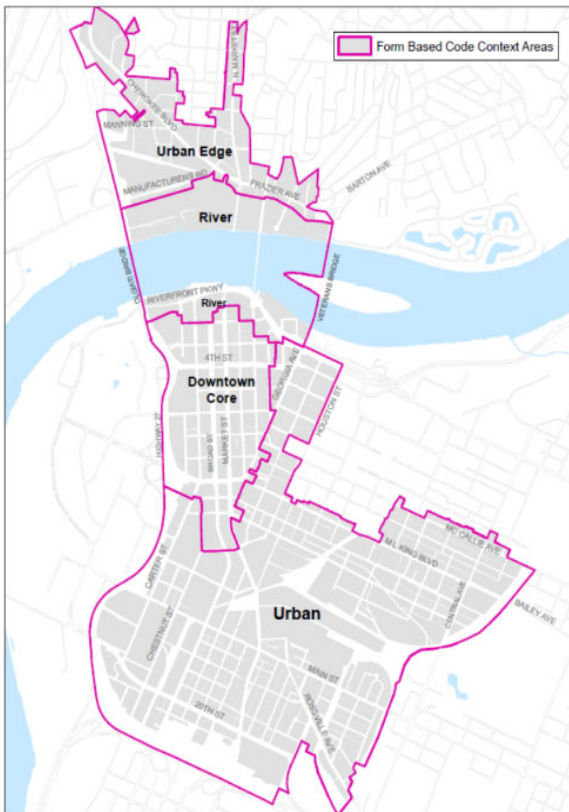 Form Based Code Context Areas
N. MARKET ST
CHEROKEE BLVD
MANNING ST
Urban Edge
MANUFACTURERS RD
FRAZIER AVE
BARTON AVE
River
OLGIATI BRIDGE
VETERANS BRIDGE
RIVERFRONT PKWY
River
4TH ST
GEORGIA AVE
Downtown
Core
HOUSTON ST
HIGHWAY 27
BROAD ST
MARKET ST
MC CALLIE AVE
M L KING BLVD
CARTER ST
CENTRAL AVE
BAILEY AVE
CHESTNUT ST
Urban
MAIN ST
ROSSVILLE AVE
20TH ST